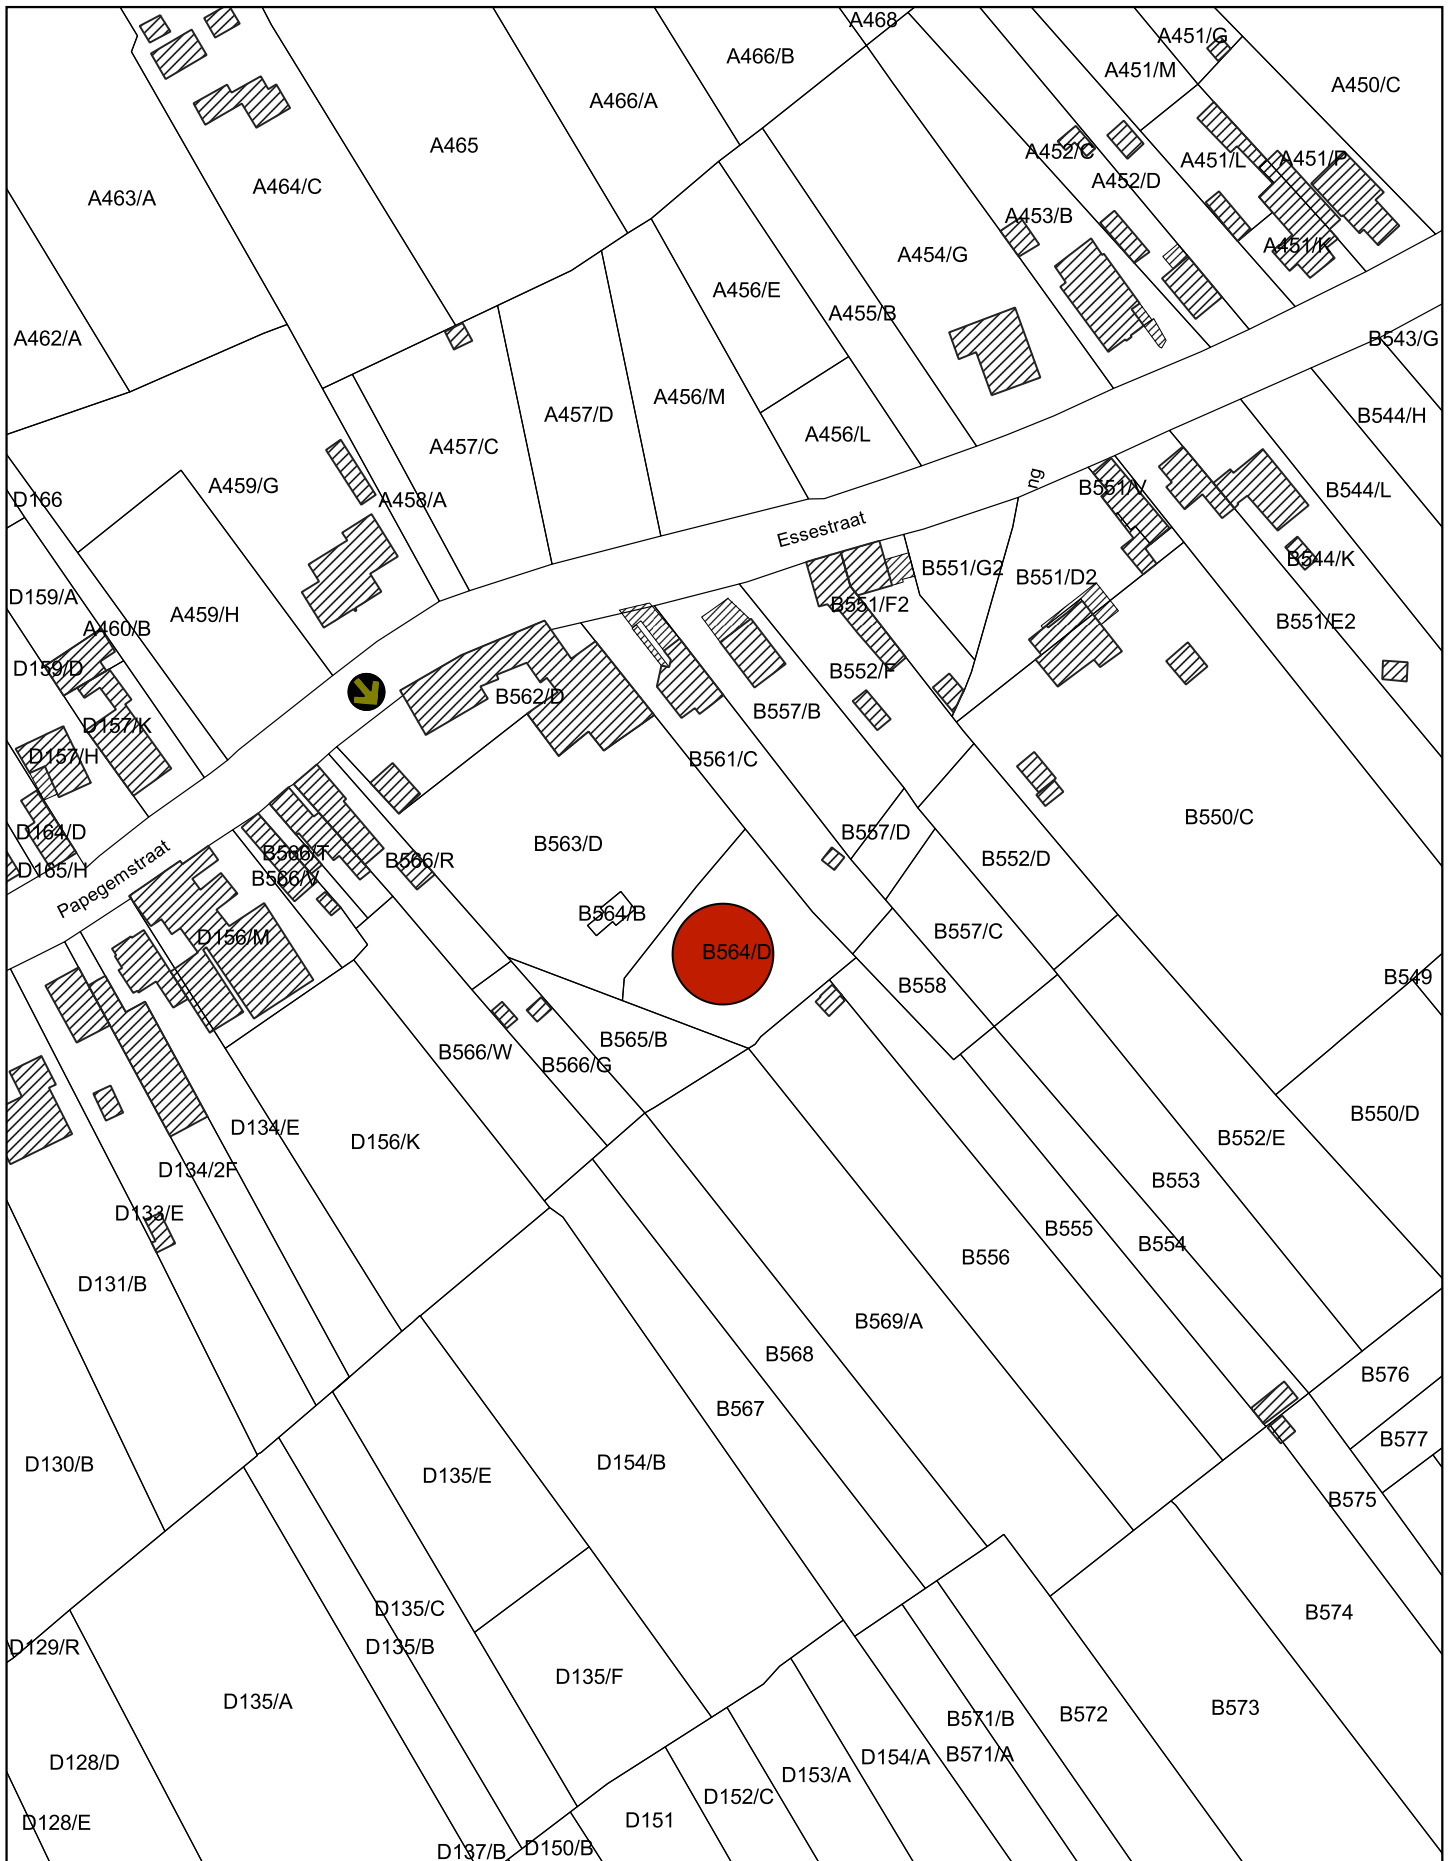 A468
A451/G
A466/B
A451/M
A450/C
A466/A
A465
A452/C
A451/L
A451/P
A464/C
A452/D
A463/A
A453/B
A451/K
A454/G
A456/E
A455/B
A462/A
B543/G
A456/M
A457/D
B544/H
A456/L
A457/C
A459/G
ng
B551/V
B544/L
D166
A458/A
Essestraat
B544/K
B551/G2
B551/D2
D159/A
B551/F2
A459/H
B551/E2
A460/B
D159/D
B552/F
B562/D
B557/B
D157/K
D157/H
B561/C
B550/C
D164/D
B557/D
B563/D
B566/T
B566/R
B552/D
D165/H
Papegemstraat
B566/V
B564/B
B557/C
D156/M
B564/D
B549
B558
B565/B
B566/W
B566/G
B550/D
D134/E
B552/E
D156/K
D134/2F
B553
D133/E
B555
B554
B556
D131/B
B569/A
B568
B576
B567
B577
D130/B
D154/B
D135/E
B575
D135/C
B574
D129/R
D135/B
D135/F
D135/A
B573
B572
B571/B
B571/A
D154/A
D128/D
D153/A
D152/C
D151
D128/E
D150/B
D137/B